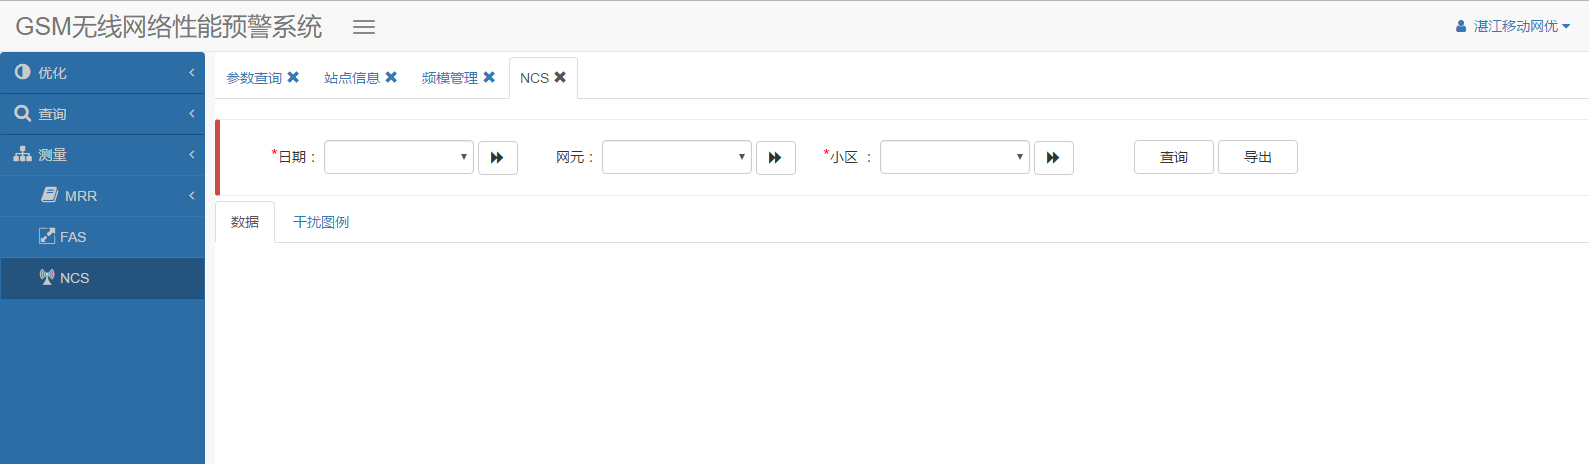 GSM无线网络性能预警系统
湛江移动网优
优化
查询
测量
MRR
FAS
NCS
参数查询 站点信息 频模管理 NCS
*日期： 网元： *小区 ： 查询 导出
数据 干扰图例